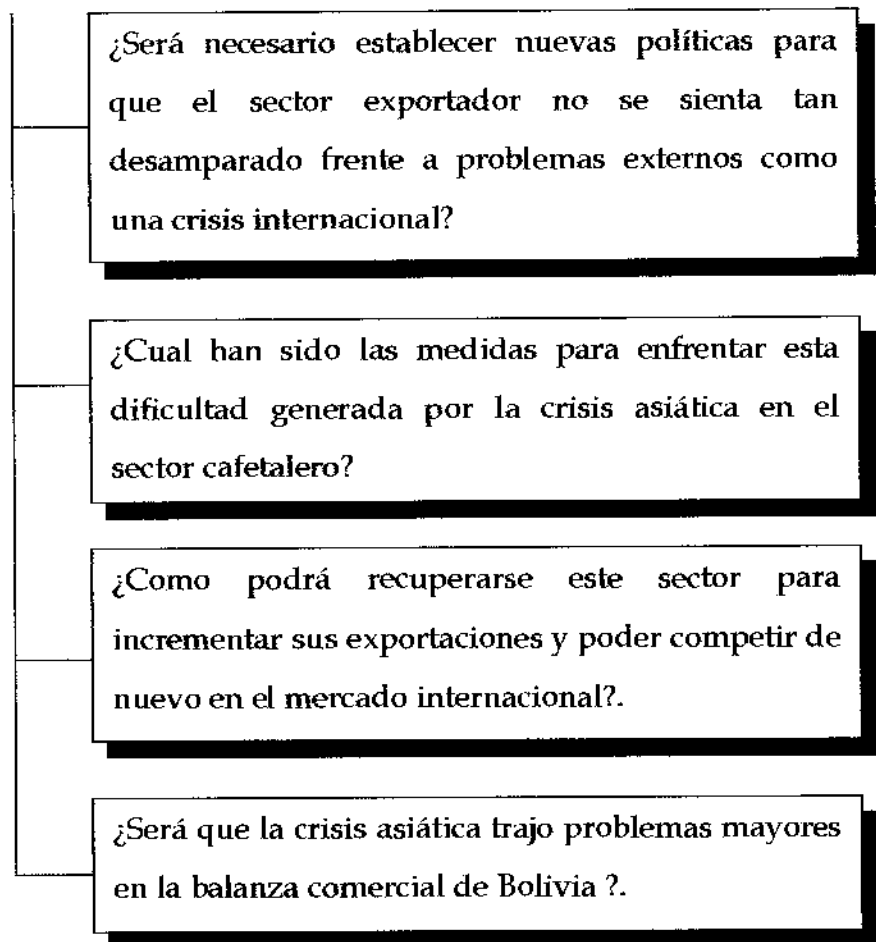 ¿Será necesario establecer nuevas políticas para
que el sector exportador no se sienta tan
desamparado frente a problemas externos como
una crisis internacional?
¿Cual han sido las medidas para enfrentar esta
dificultad generada por la crisis asiática en el
sector cafetalero?
¿Como podrá recuperarse este sector para
incrementar sus exportaciones y poder competir de
nuevo en el mercado internacional?.
¿Será que la crisis asiática trajo problemas mayores
en la balanza comercial de Bolivia ?.